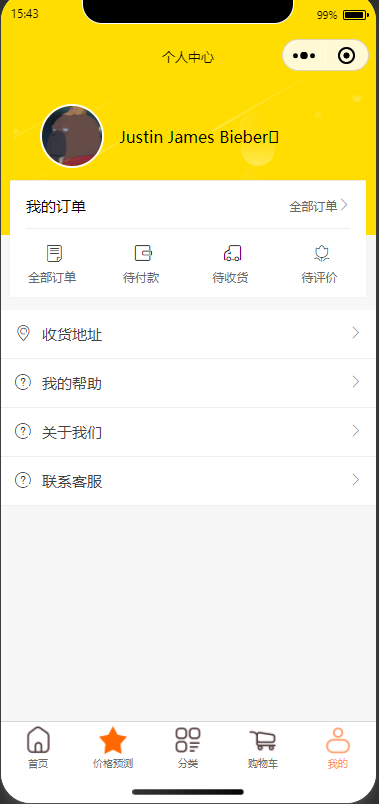 15:43
99%
个人中心
Justin James Bieber
我的订单
全部订单
全部订单 待付款 待收货 待评价
收货地址
我的帮助
关于我们
联系客服
首页 价格预测 分类 购物车 我的